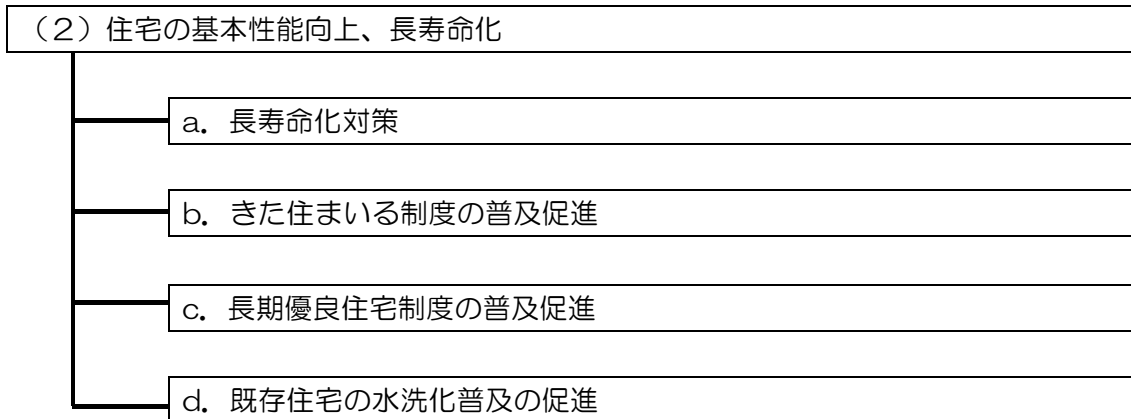 （２）住宅の基本性能向上、長寿命化
a．長寿命化対策
b．きた住まいる制度の普及促進
c．長期優良住宅制度の普及促進
d．既存住宅の水洗化普及の促進